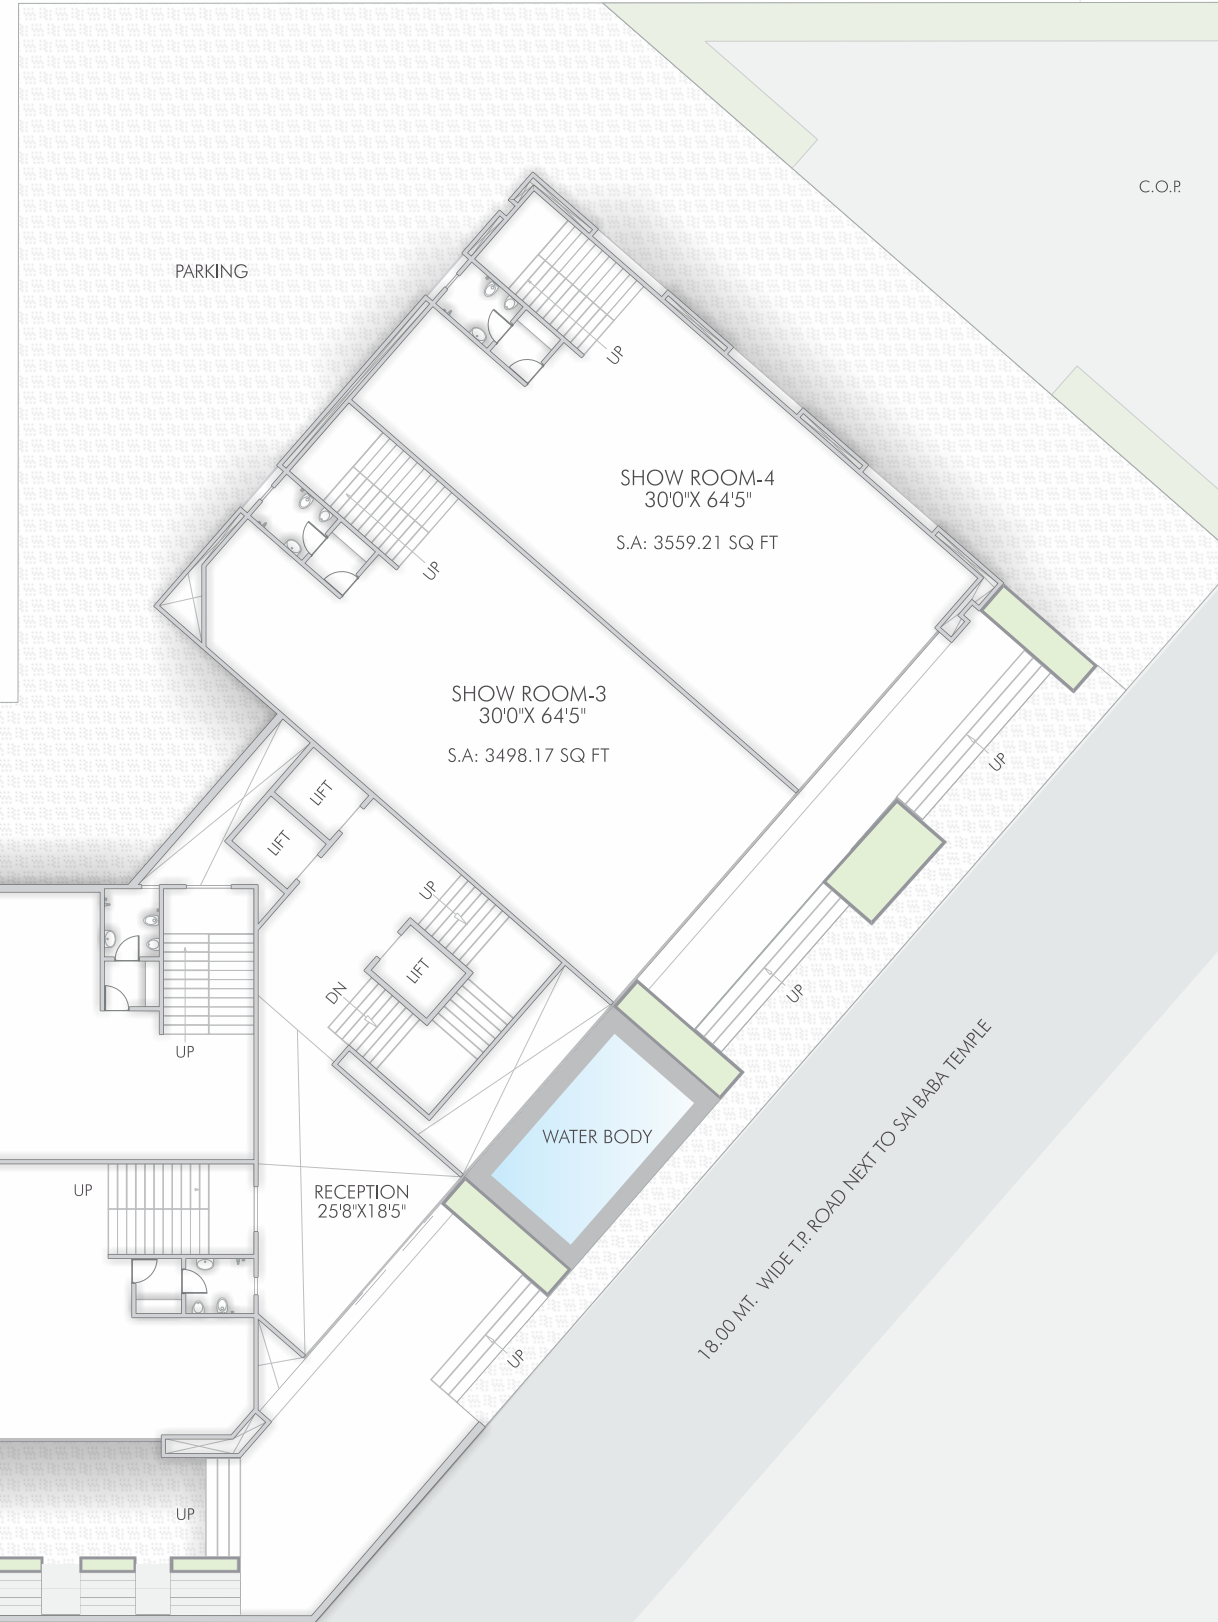 C.O.P.
PARKING
UP
SHOW ROOM-4
30'0"X 64'5"
S.A: 3559.21 SQ FT
UP
SHOW ROOM-3
30'0"X 64'5"
S.A: 3498.17 SQ FT
UP
LIFT
LIFT
UP
LIFT
DN
UP
UP
WATER BODY
18.00 MT. WIDE T.P. ROAD NEXT TO SAI BABA TEMPLE
UP
RECEPTION
25'8"X18'5"
UP
UP